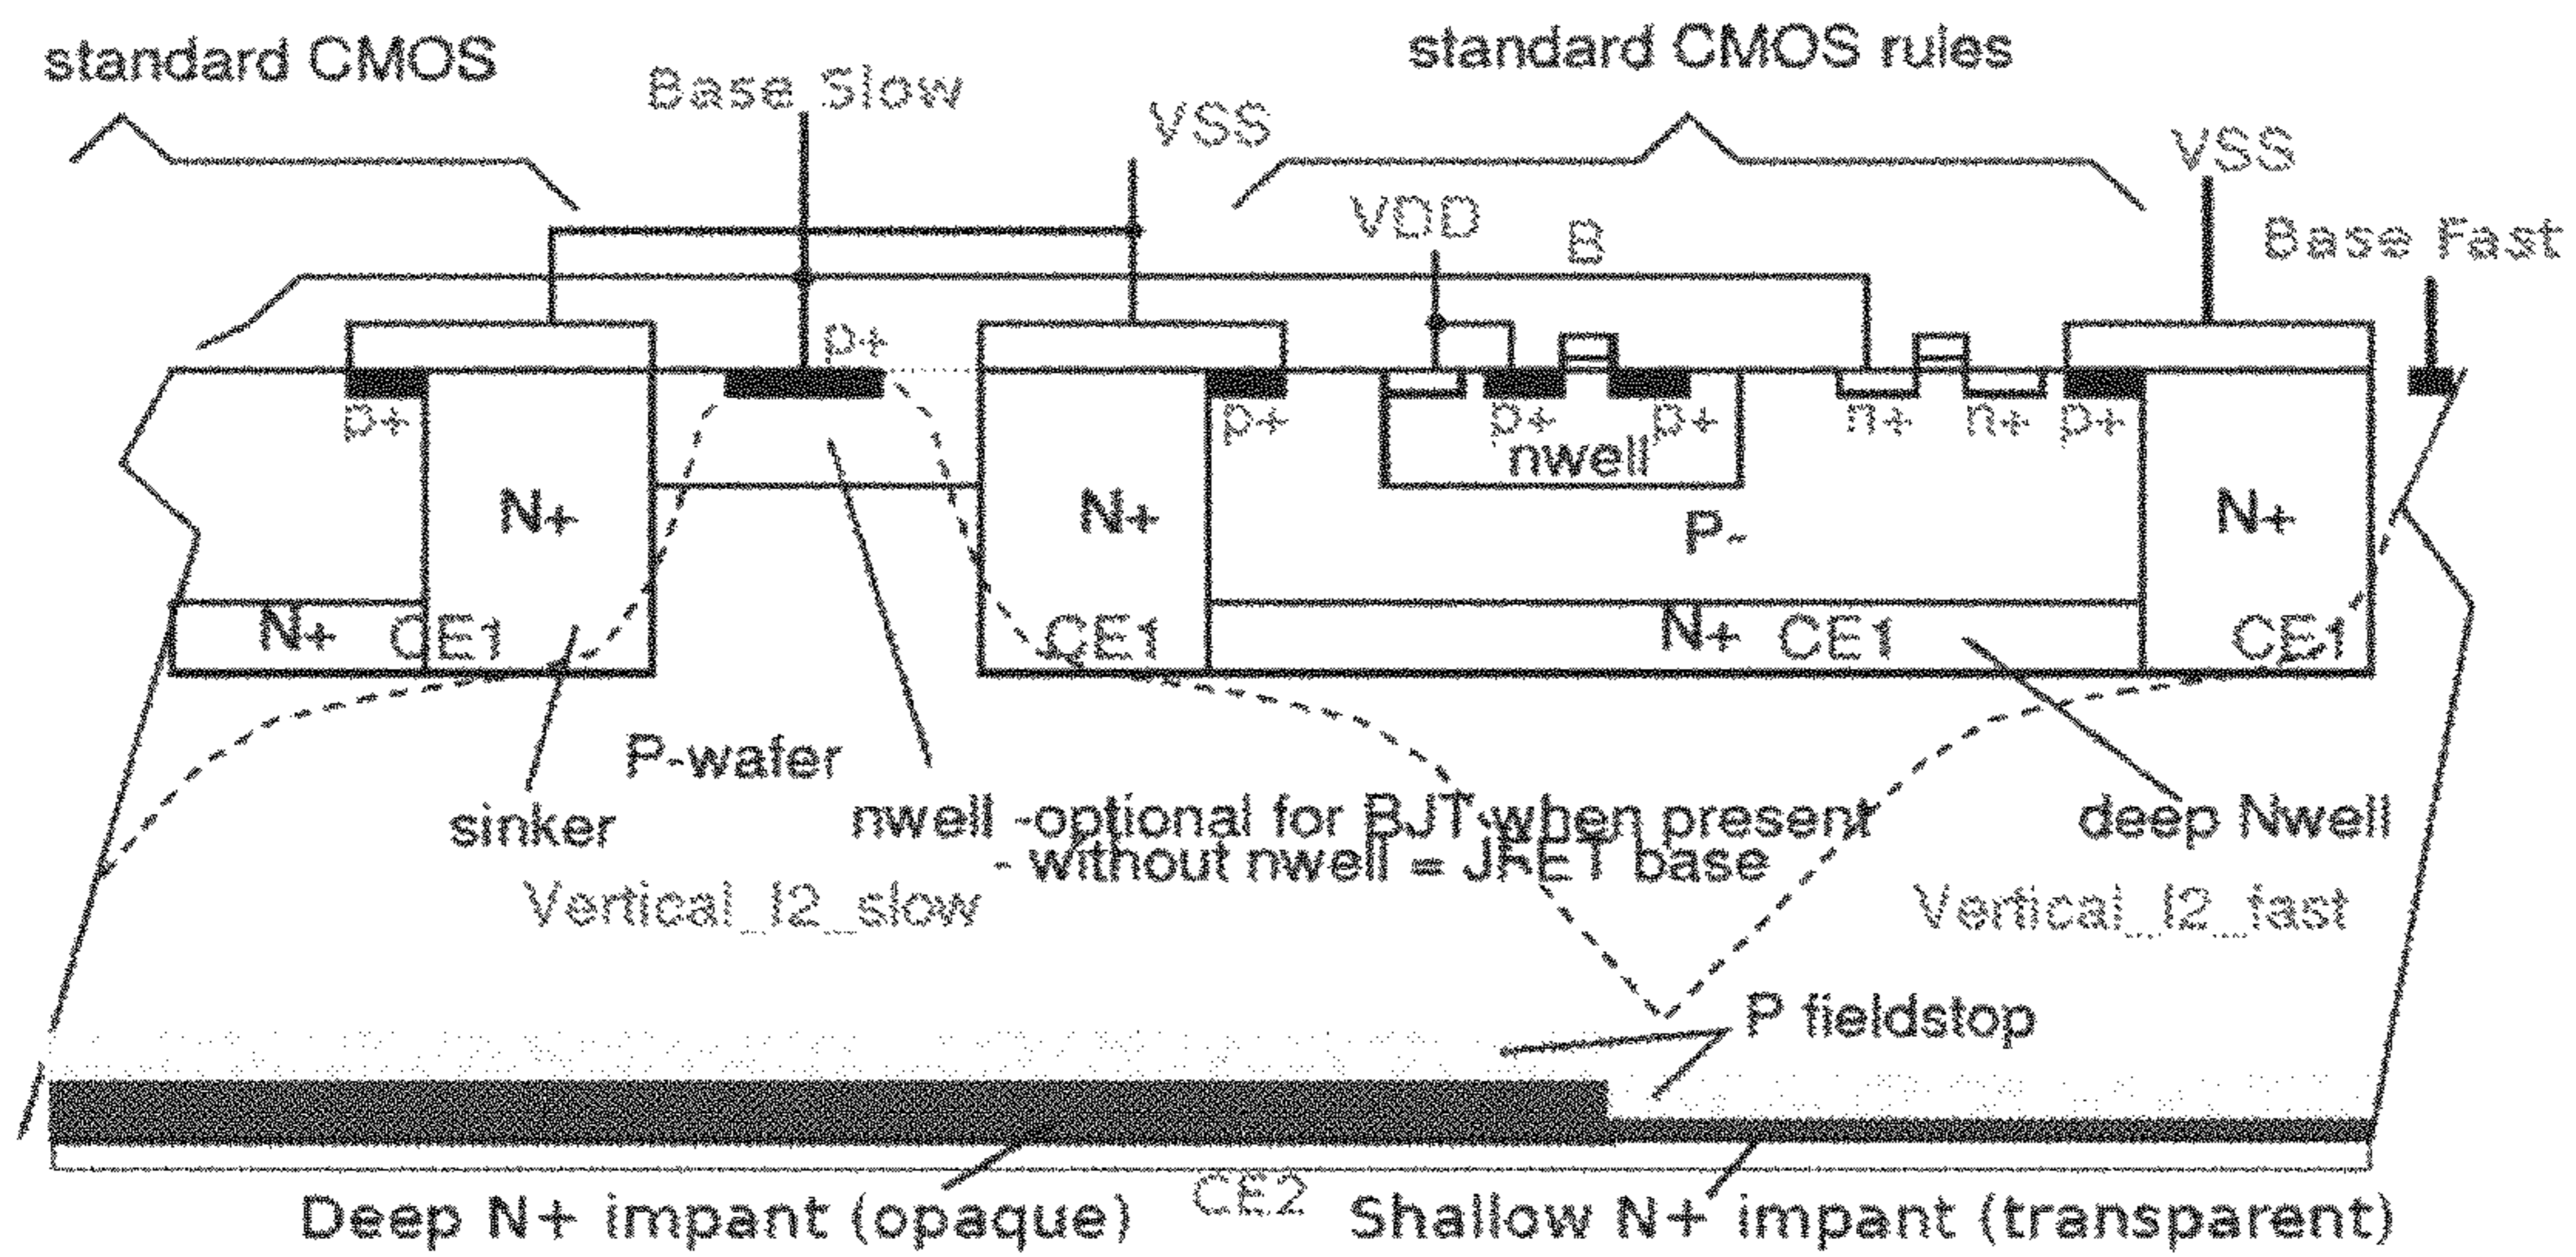 standard CMOS
standard CMOS rules
Base Slow
VSS
VSS
VDD
B
Base Fast
p+
p+
p+
p+
p+
n+
n+
p+
nwell
N+
N+
N+
P-
N+
CE1
CE1
N+
CE1
CE1
P-wafer
sinker
nwell -optional for BJT when present
- without nwell = JFET base
deep Nwell
Vertical_I2_slow
Vertical_I2_fast
P fieldstop
CE2
Deep N+ impant (opaque)
Shallow N+ impant (transparent)